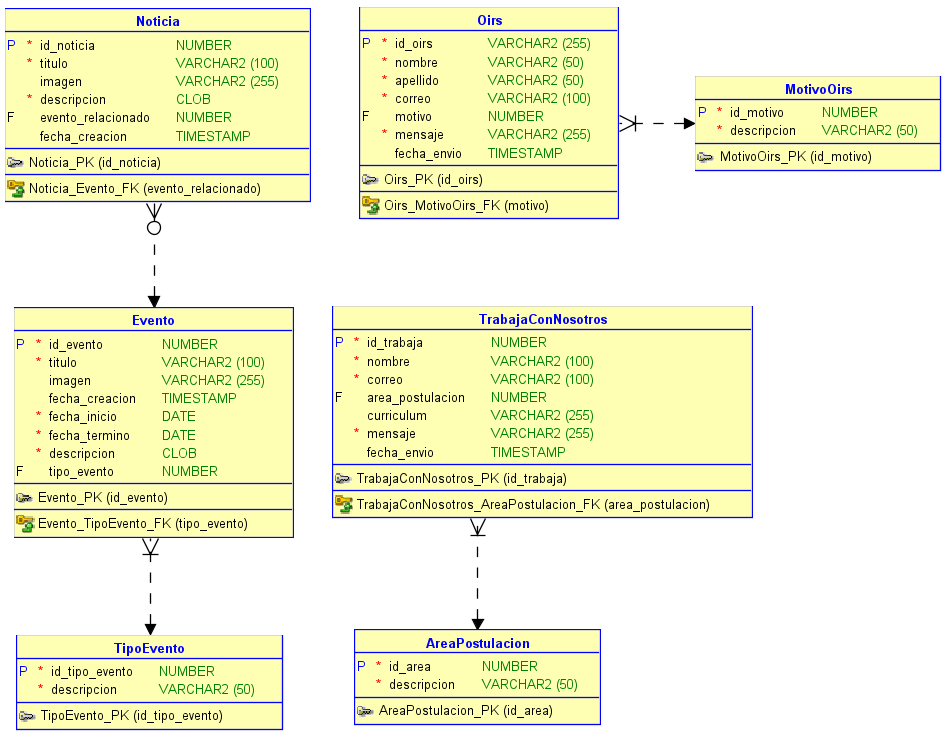 Noticia
P * id_noticia NUMBER
* titulo VARCHAR2 (100)
imagen VARCHAR2 (255)
* descripcion CLOB
F evento_relacionado NUMBER
fecha_creacion TIMESTAMP
Noticia_PK (id_noticia)
Noticia_Evento_FK (evento_relacionado)
Oirs
P * id_oirs VARCHAR2 (255)
* nombre VARCHAR2 (50)
* apellido VARCHAR2 (50)
* correo VARCHAR2 (100)
F motivo NUMBER
* mensaje VARCHAR2 (255)
fecha_envio TIMESTAMP
Oirs_PK (id_oirs)
Oirs_MotivoOirs_FK (motivo)
MotivoOirs
P * id_motivo NUMBER
* descripcion VARCHAR2 (50)
MotivoOirs_PK (id_motivo)
Evento
P * id_evento NUMBER
* titulo VARCHAR2 (100)
imagen VARCHAR2 (255)
fecha_creacion TIMESTAMP
* fecha_inicio DATE
* fecha_termino DATE
* descripcion CLOB
F tipo_evento NUMBER
Evento_PK (id_evento)
Evento_TipoEvento_FK (tipo_evento)
TrabajaConNosotros
P * id_trabaja NUMBER
* nombre VARCHAR2 (100)
* correo VARCHAR2 (100)
F area_postulacion NUMBER
curriculum VARCHAR2 (255)
* mensaje VARCHAR2 (255)
fecha_envio TIMESTAMP
TrabajaConNosotros_PK (id_trabaja)
TrabajaConNosotros_AreaPostulacion_FK (area_postulacion)
TipoEvento
P * id_tipo_evento NUMBER
* descripcion VARCHAR2 (50)
TipoEvento_PK (id_tipo_evento)
AreaPostulacion
P * id_area NUMBER
* descripcion VARCHAR2 (50)
AreaPostulacion_PK (id_area)